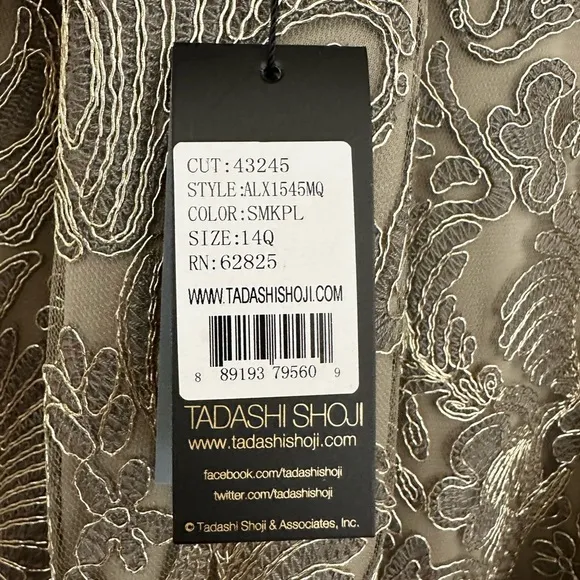 CUT:43245
STYLE:ALX1545MQ
COLOR:SMKPL
SIZE:14Q
RN:62825
WWW.TADASHISHOJI.COM
8 89193 79560 9
TADASHI SHOJI
www.tadashishoji.com
facebook.com/tadashishoji
twitter.com/tadashishoji
© Tadashi Shoji & Associates, Inc.